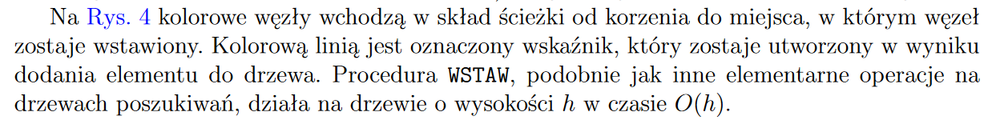 Na Rys. 4 kolorowe węzły wchodzą w skład ścieżki od korzenia do miejsca, w którym węzeł
zostaje wstawiony. Kolorową linią jest oznaczony wskaźnik, który zostaje utworzony w wyniku
dodania elementu do drzewa. Procedura WSTAW, podobnie jak inne elementarne operacje na
drzewach poszukiwań, działa na drzewie o wysokości h w czasie O(h).